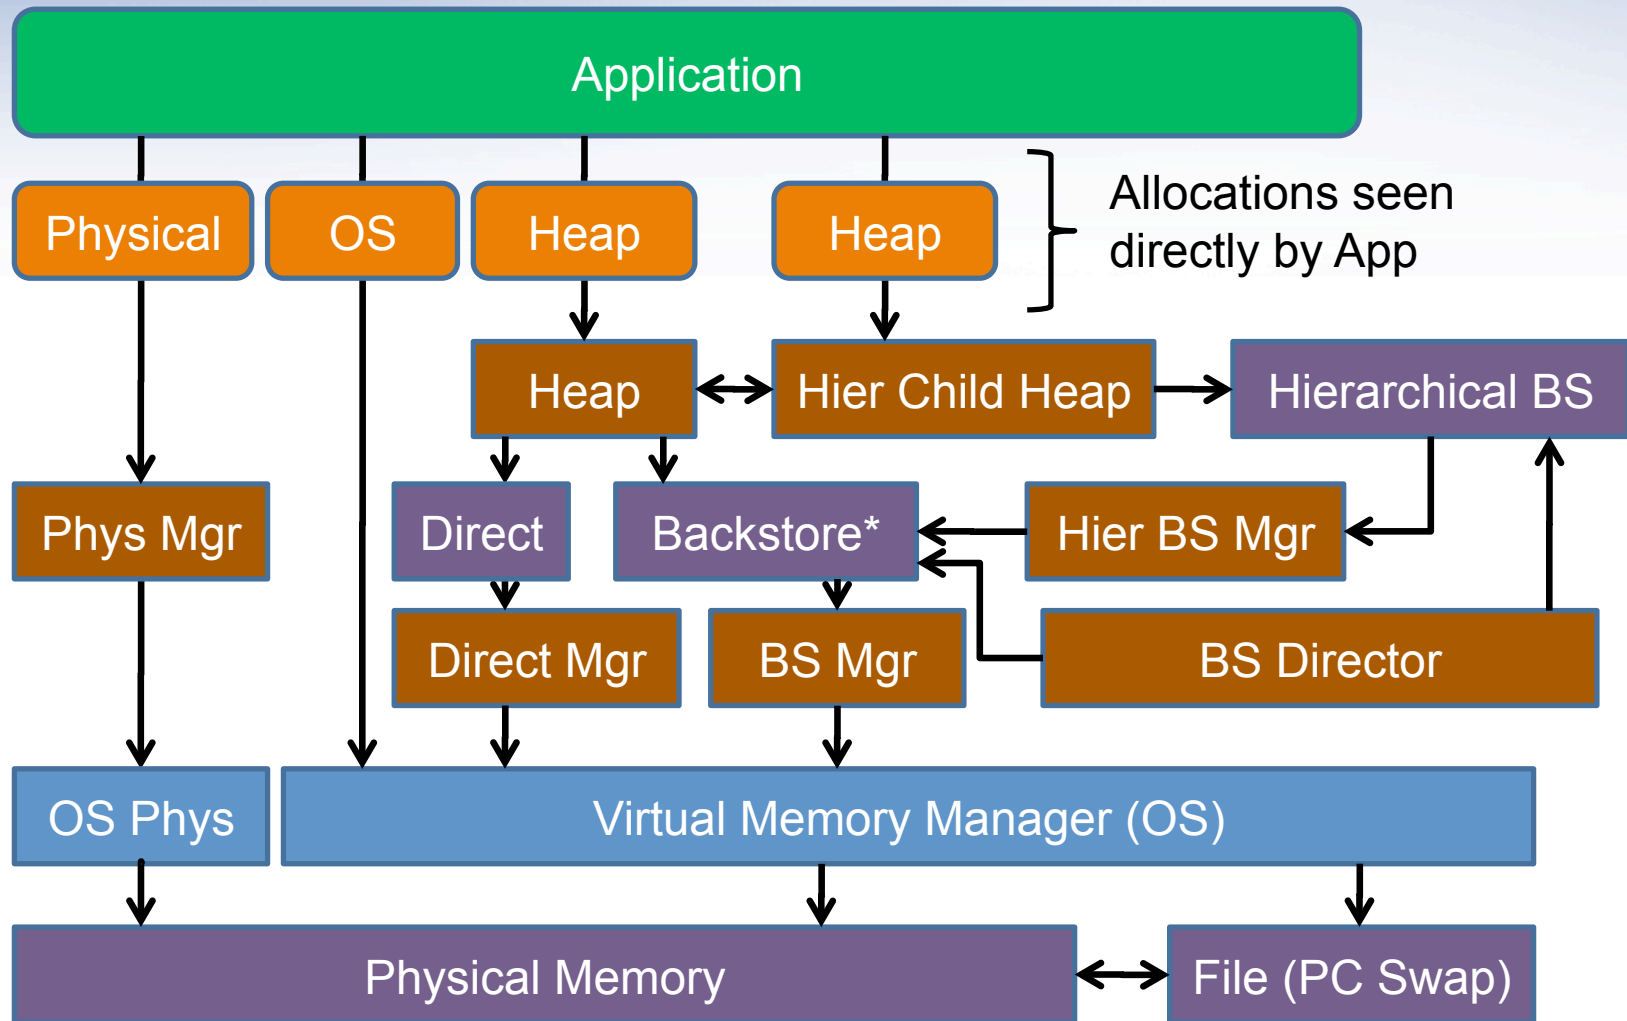 Application
Physical
OS
Heap
Heap
Allocations seen
directly by App
Heap
Hier Child Heap
Hierarchical BS
Phys Mgr
Direct
Backstore*
Hier BS Mgr
Direct Mgr
BS Mgr
BS Director
OS Phys
Virtual Memory Manager (OS)
Physical Memory
File (PC Swap)